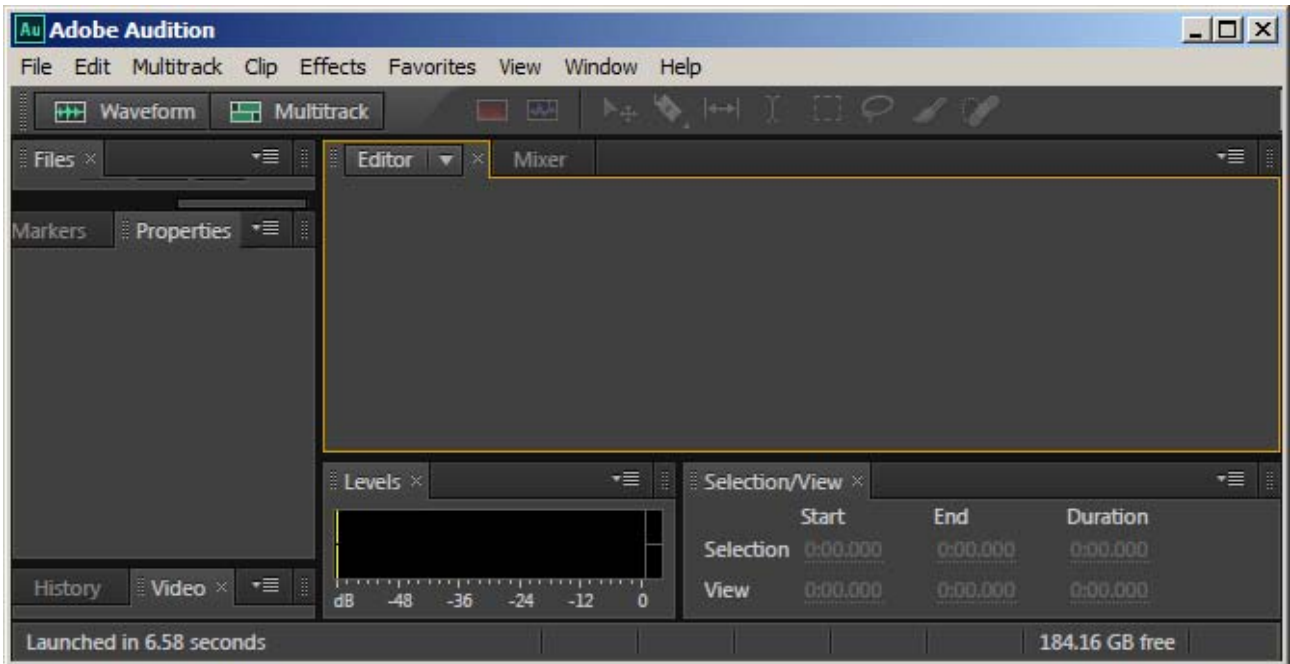 Au Adobe Audition
File Edit Multitrack Clip Effects Favorites View Window Help
Waveform Multitrack
Files
Editor Mixer
Markers Properties
Levels
Selection/View
Start End Duration
Selection 0:00.000 0:00.000 0:00.000
View 0:00.000 0:00.000 0:00.000
History Video
dB -48 -36 -24 -12 0
Launched in 6.58 seconds 184.16 GB free